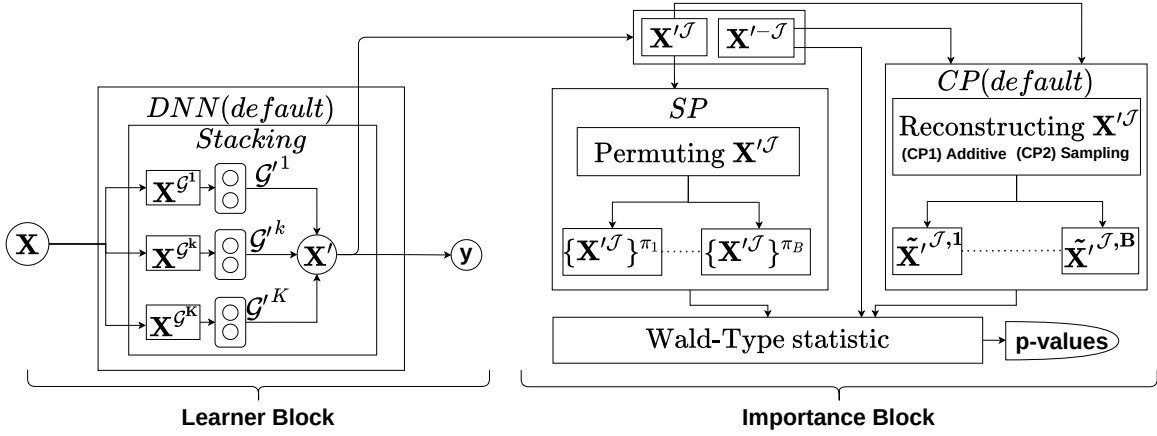 DNN(default)
Stacking
X
X^{𝒢^1}
𝒢'^1
X^{𝒢^k}
𝒢'^k
X^{𝒢^K}
𝒢'^K
X'
y
Learner Block
X'^𝒥
X'^{-𝒥}
SP
Permuting X'^𝒥
{X'^𝒥}^{π_1} ........ {X'^𝒥}^{π_B}
CP(default)
Reconstructing X'^𝒥
(CP1) Additive (CP2) Sampling
X̃'^{𝒥,1} ........ X̃'^{𝒥,B}
Wald-Type statistic
p-values
Importance Block